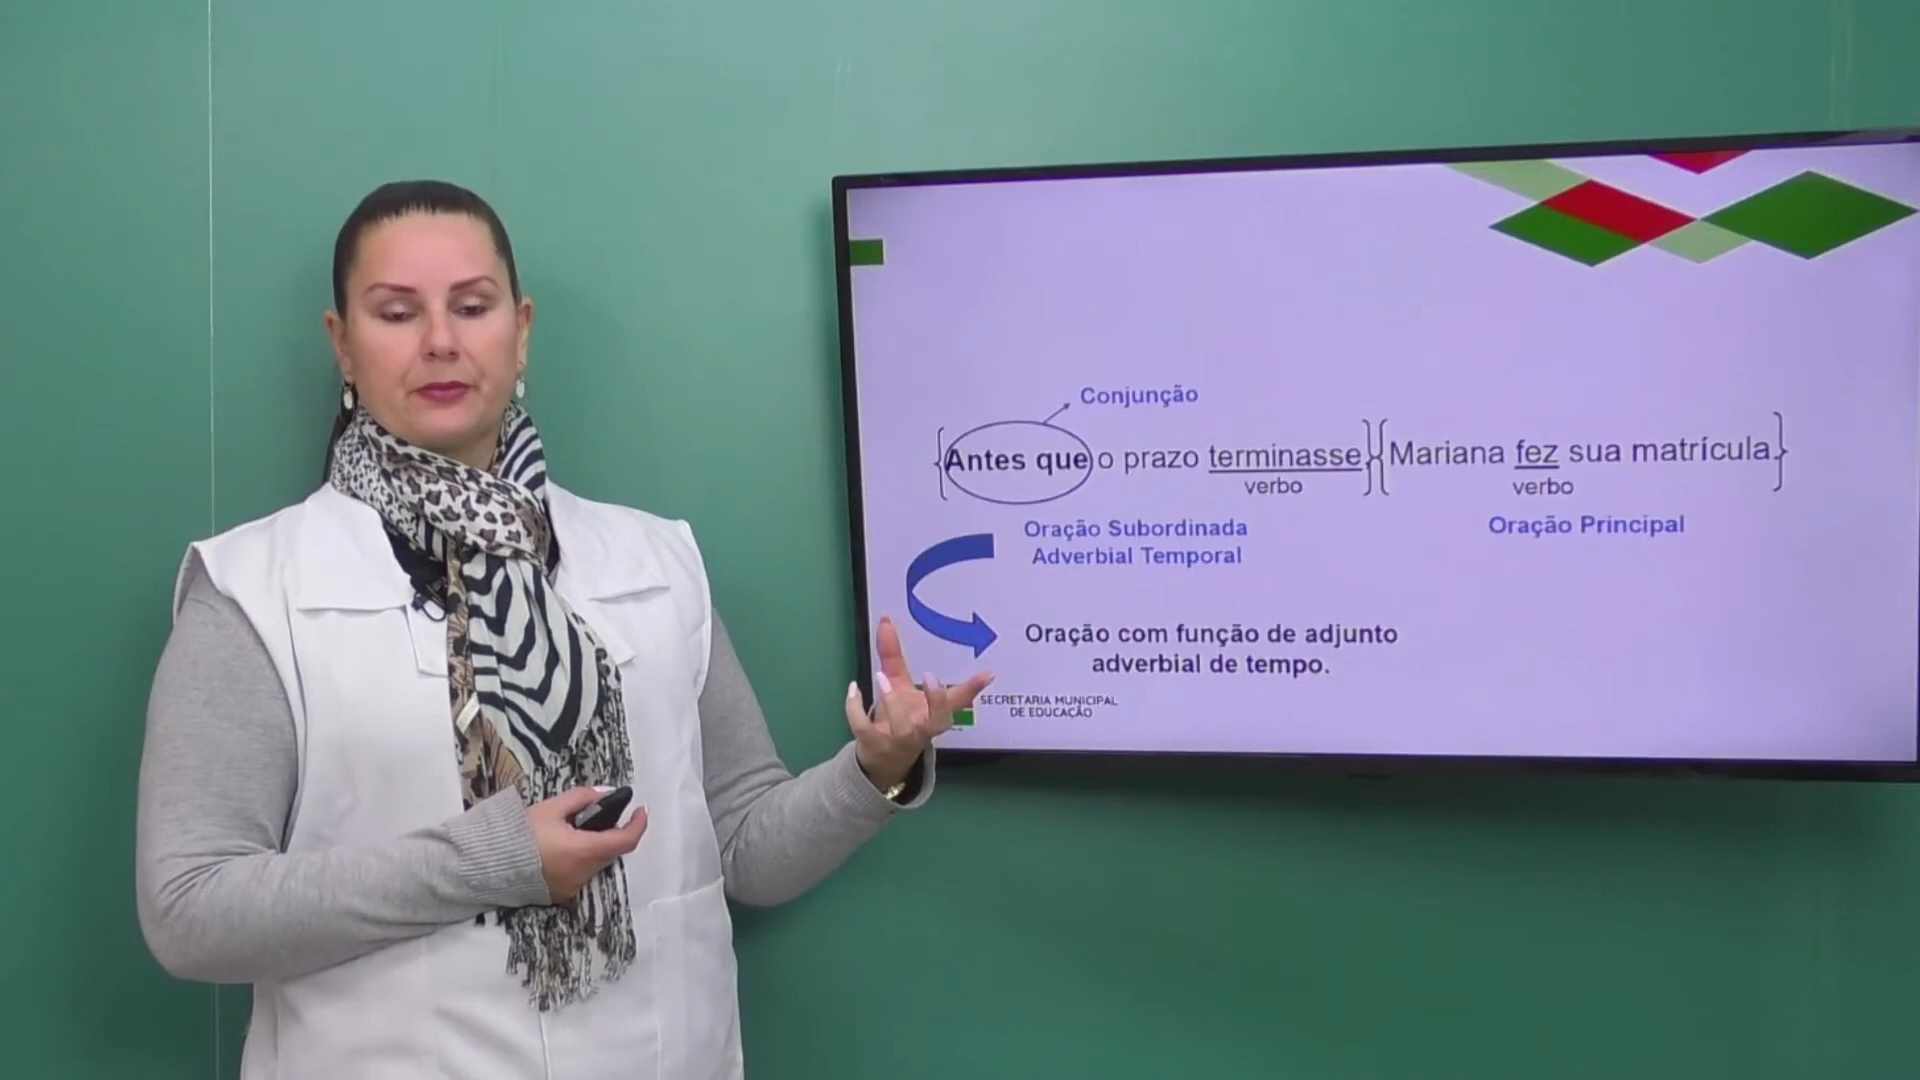 Conjunção
{Antes que o prazo terminasse}{Mariana fez sua matrícula}
verbo verbo
Oração Subordinada
Adverbial Temporal
Oração Principal
Oração com função de adjunto
adverbial de tempo.
SECRETARIA MUNICIPAL
DE EDUCAÇÃO